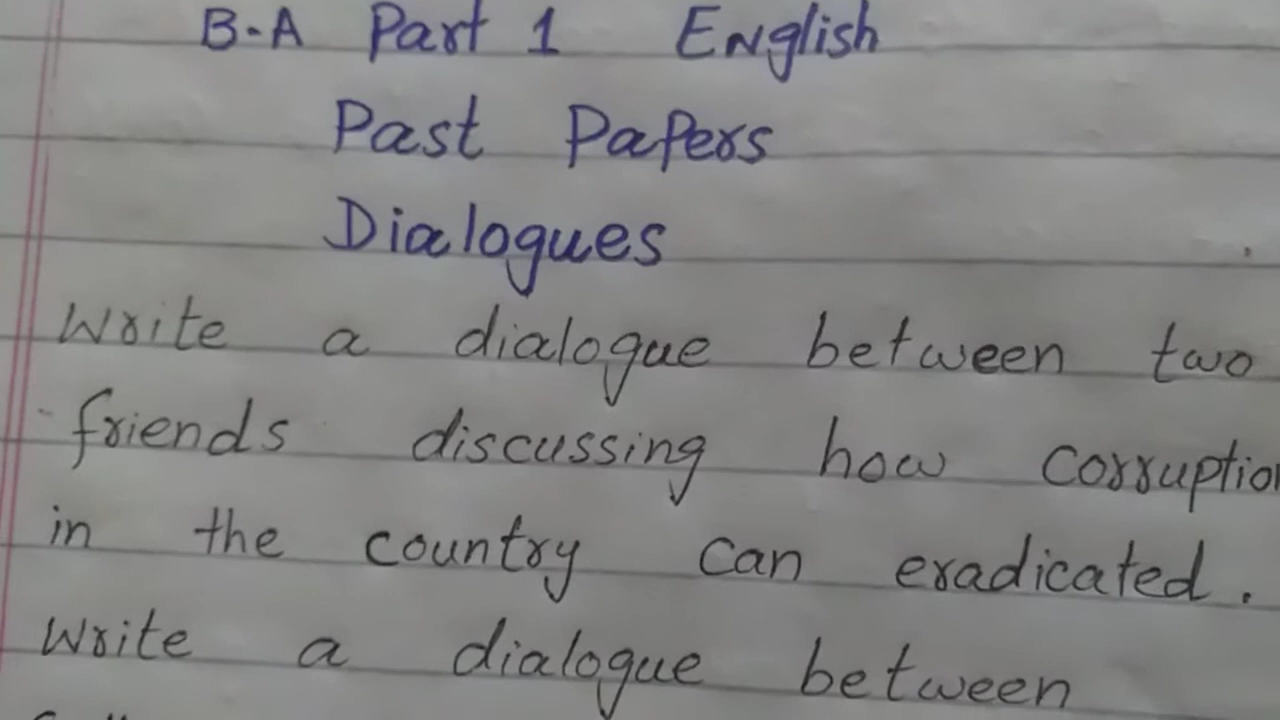 B.A Part 1 English
Past Papers
Dialogues
Write a dialogue between two
friends discussing how corruption
in the country can eradicated.
Write a dialogue between